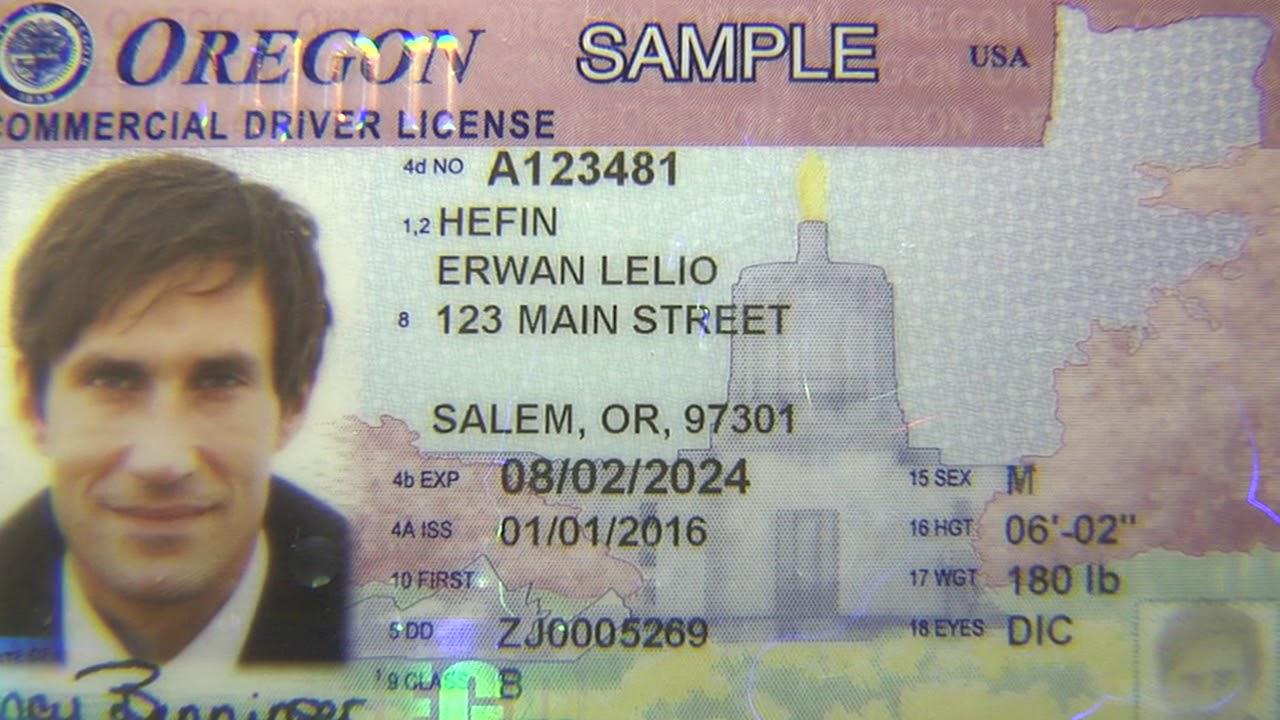 OREGON SAMPLE USA
COMMERCIAL DRIVER LICENSE
4d NO A123481
1,2 HEFIN
ERWAN LELIO
8 123 MAIN STREET
SALEM, OR, 97301
4b EXP 08/02/2024 15 SEX M
4A ISS 01/01/2016 16 HGT 06'-02"
10 FIRST 17 WGT 180 lb
5 DD ZJ0005269 18 EYES DIC
9 CLASS B